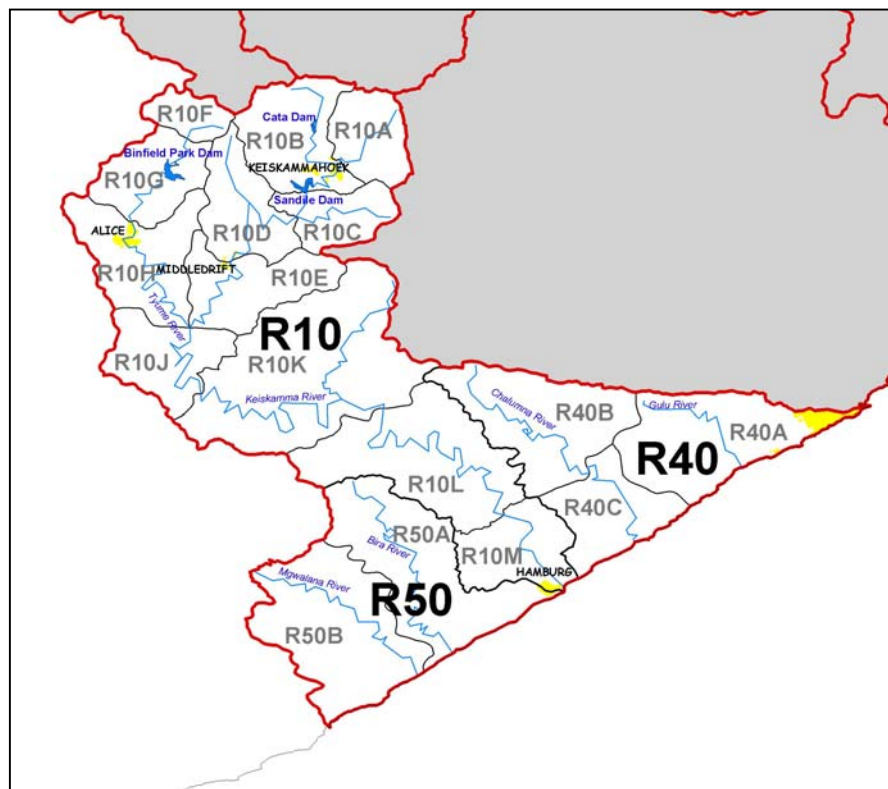 R10F
Cata Dam
R10B
R10A
Binfield Park Dam
KEISKAMMAHOEK
R10G
Sandile Dam
ALICE
R10D
R10C
R10H
MIDDLEDRIFT
R10E
Tyume River
R10
R10J
R10K
Keiskamma River
Chalumna River
R40B
Gulu River
R40A
R40
R10L
R40C
R50A
Bira River
R10M
HAMBURG
Mgwalana River
R50
R50B